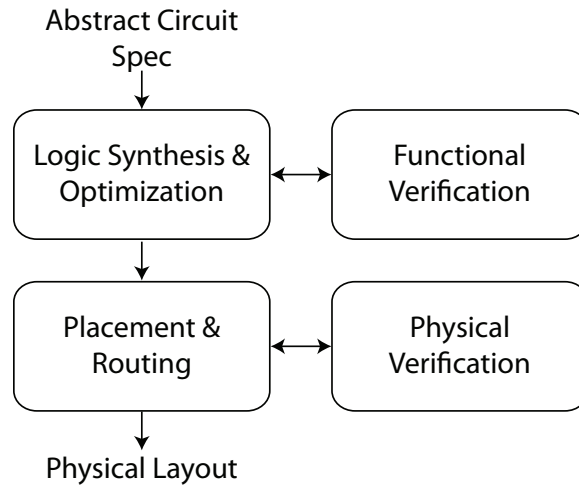 Abstract Circuit
Spec
Logic Synthesis &
Optimization
Functional
Verification
Placement &
Routing
Physical
Verification
Physical Layout